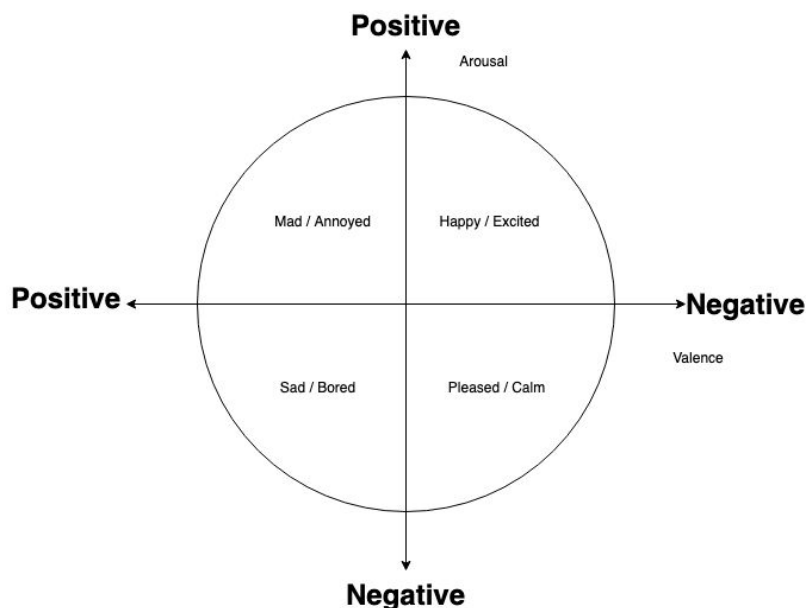 Positive
Arousal
Mad / Annoyed
Happy / Excited
Positive
Negative
Valence
Sad / Bored
Pleased / Calm
Negative